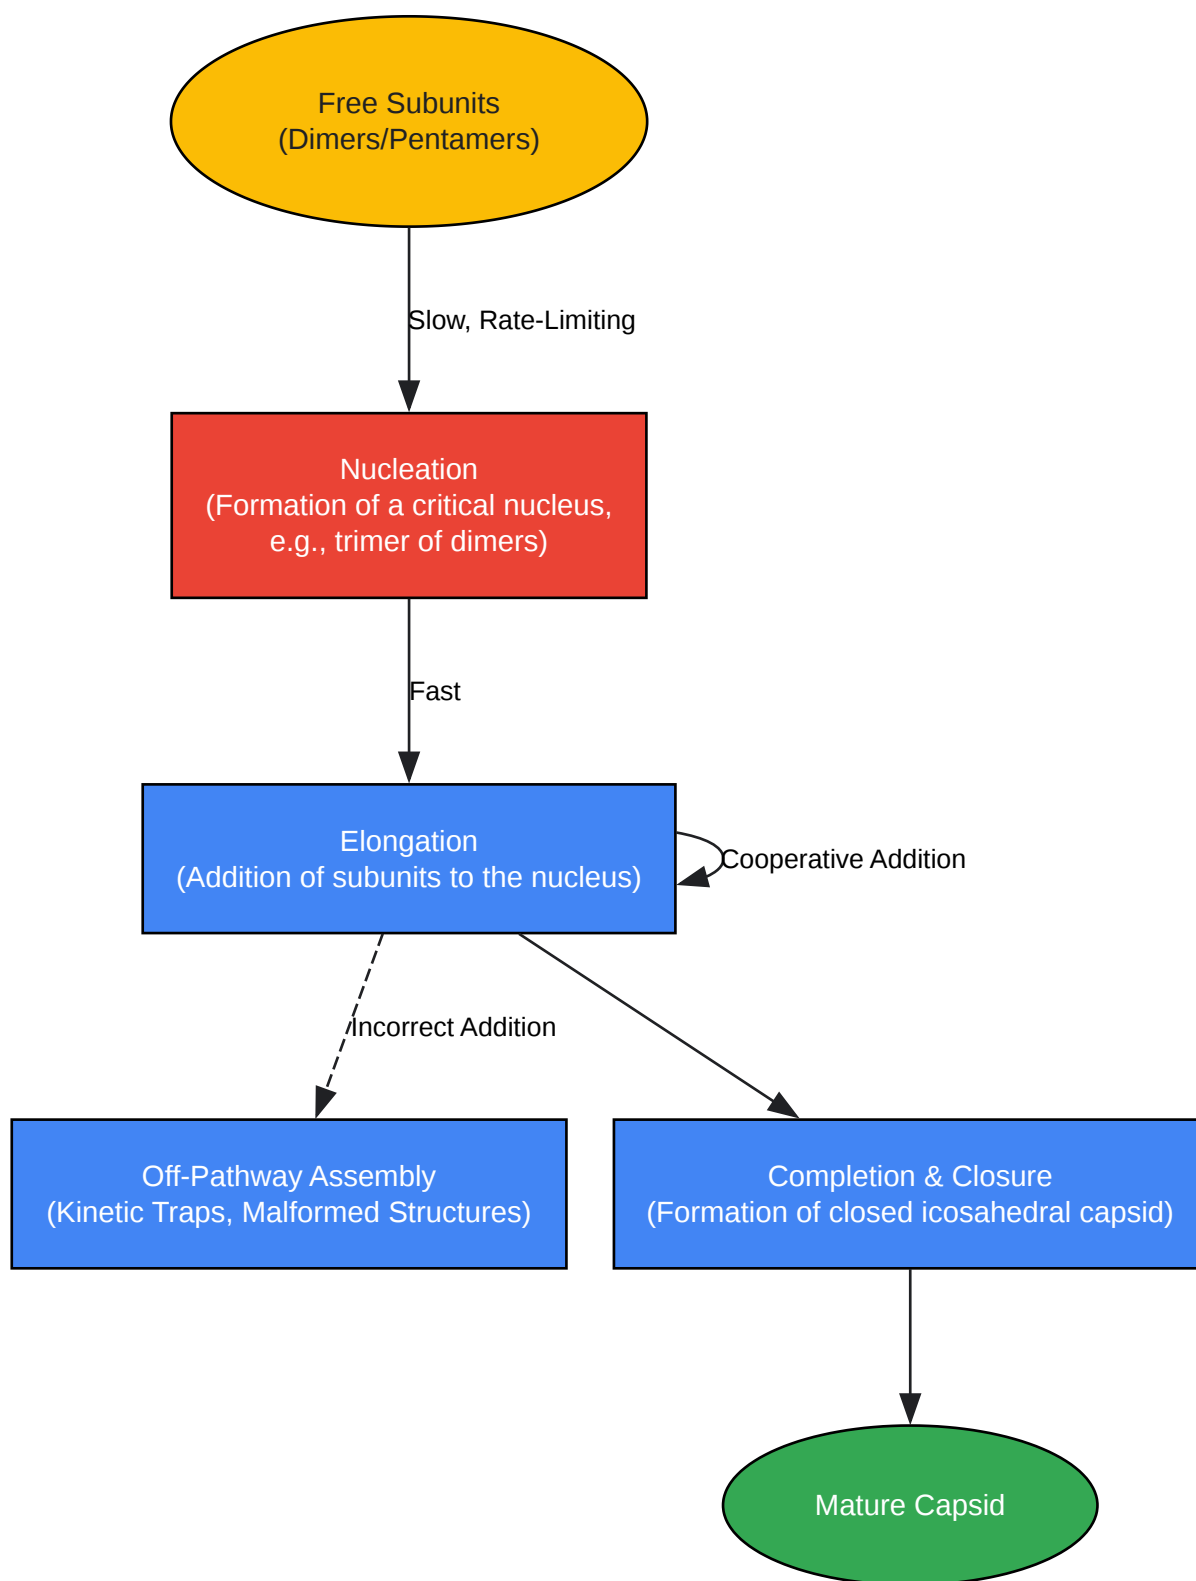 Free Subunits
(Dimers/Pentamers)
Slow, Rate-Limiting
Nucleation
(Formation of a critical nucleus,
e.g., trimer of dimers)
Fast
Elongation
(Addition of subunits to the nucleus)
Cooperative Addition
Incorrect Addition
Off-Pathway Assembly
(Kinetic Traps, Malformed Structures)
Completion & Closure
(Formation of closed icosahedral capsid)
Mature Capsid